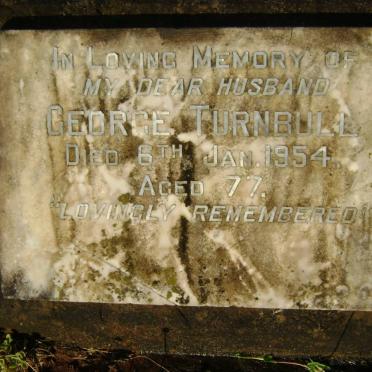 In Loving Memory of
MY DEAR HUSBAND
George Turnbull
Died 6th Jan. 1954
Aged 77.
"LOVINGLY REMEMBERED"